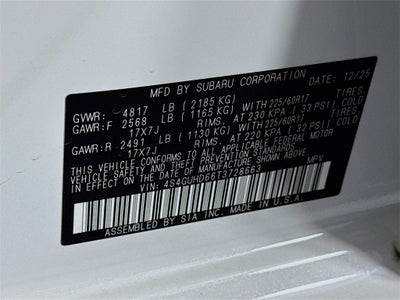 MFD BY SUBARU CORPORATION DATE: 12/25
GVWR: 4817 LB (2185 KG)
GAWR:F 2568 LB (1165 KG) WITH 225/60R17 TIRES.
17X7J RIMS. AT 230 KPA (33 PSI) COLD
GAWR:R 2491 LB (1130 KG) WITH 225/60R17 TIRES.
17X7J RIMS. AT 220 KPA (32 PSI) COLD
THIS VEHICLE CONFORMS TO ALL APPLICABLE FEDERAL MOTOR
VEHICLE SAFETY STANDARDS
IN EFFECT ON THE DATE OF MANUFACTURE SHOWN ABOVE.
VIN: 4S4GUHD66T3728663 MPV
ASSEMBLED BY SIA INC. MADE IN U.S.A.